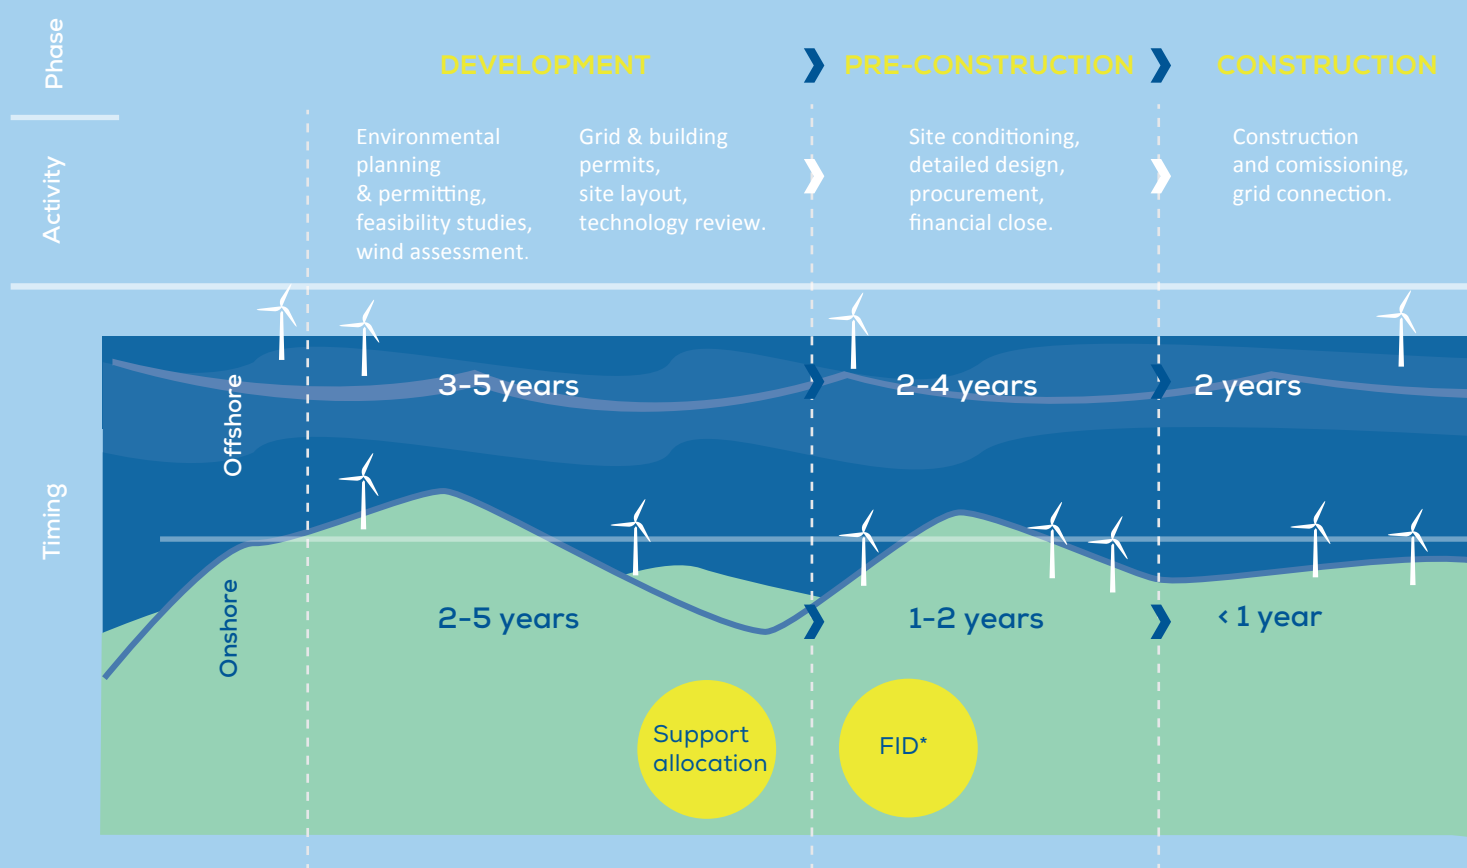 Phase
DEVELOPMENT
PRE-CONSTRUCTION
CONSTRUCTION
Activity
Environmental
planning
& permitting,
feasibility studies,
wind assessment.
Grid & building
permits,
site layout,
technology review.
Site conditioning,
detailed design,
procurement,
financial close.
Construction
and comissioning,
grid connection.
Timing
Offshore
3-5 years
2-4 years
2 years
Onshore
2-5 years
1-2 years
< 1 year
Support
allocation
FID*